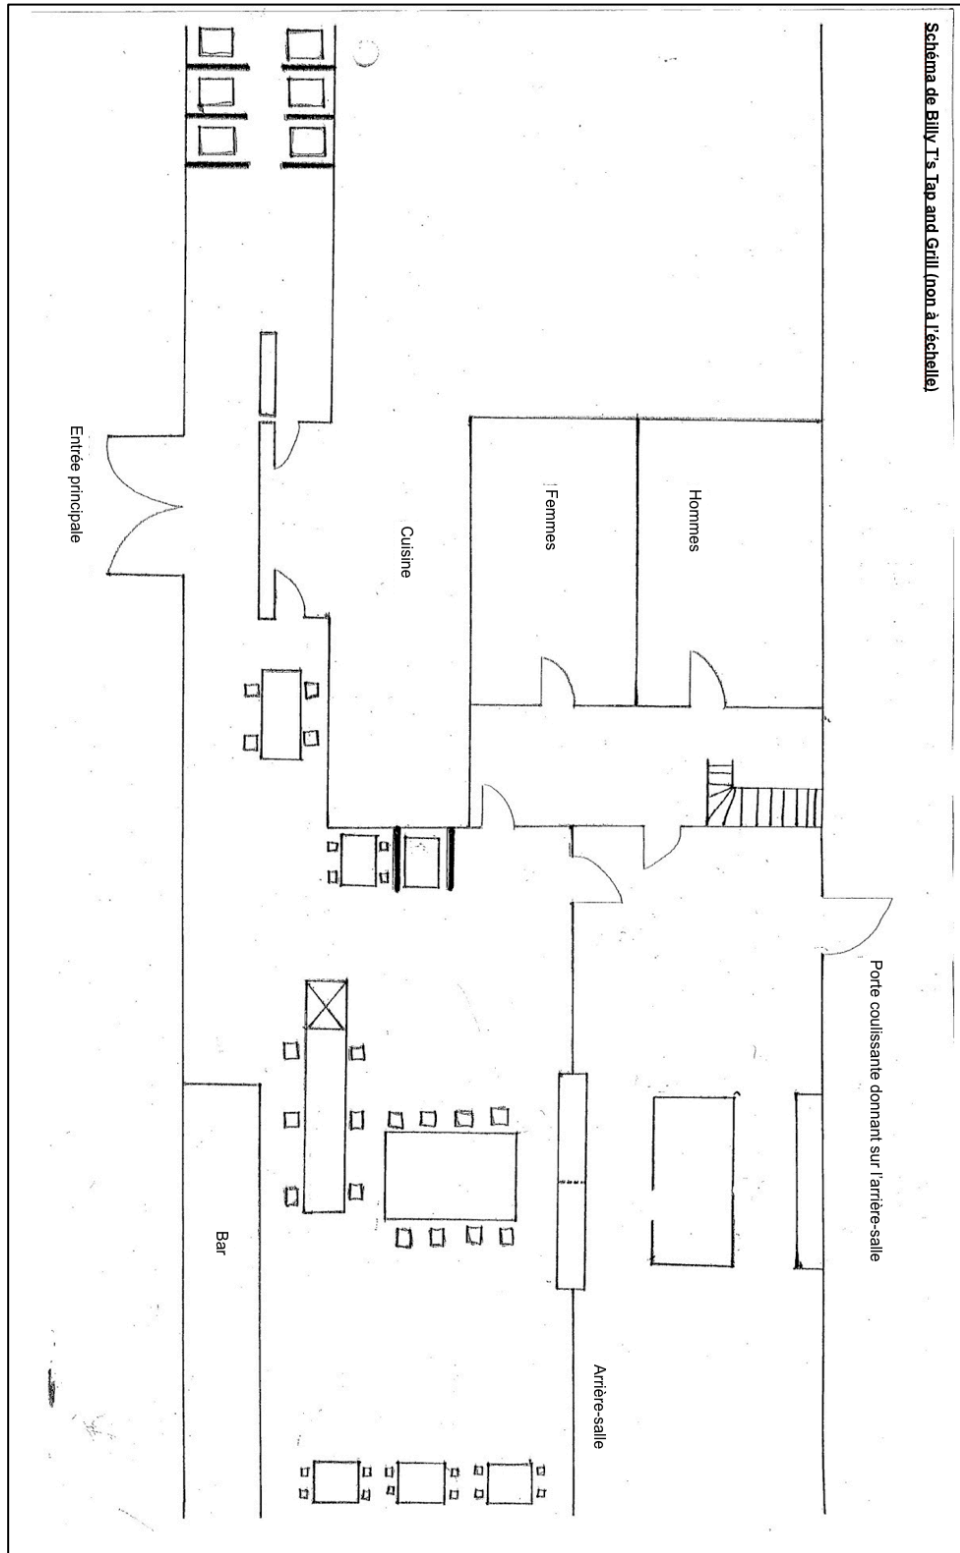 Schéma de Billy T's Tap and Grill (non à l'échelle)
Porte coulissante donnant sur l'arrière-salle
Hommes
Femmes
Arrière-salle
Cuisine
Bar
Entrée principale